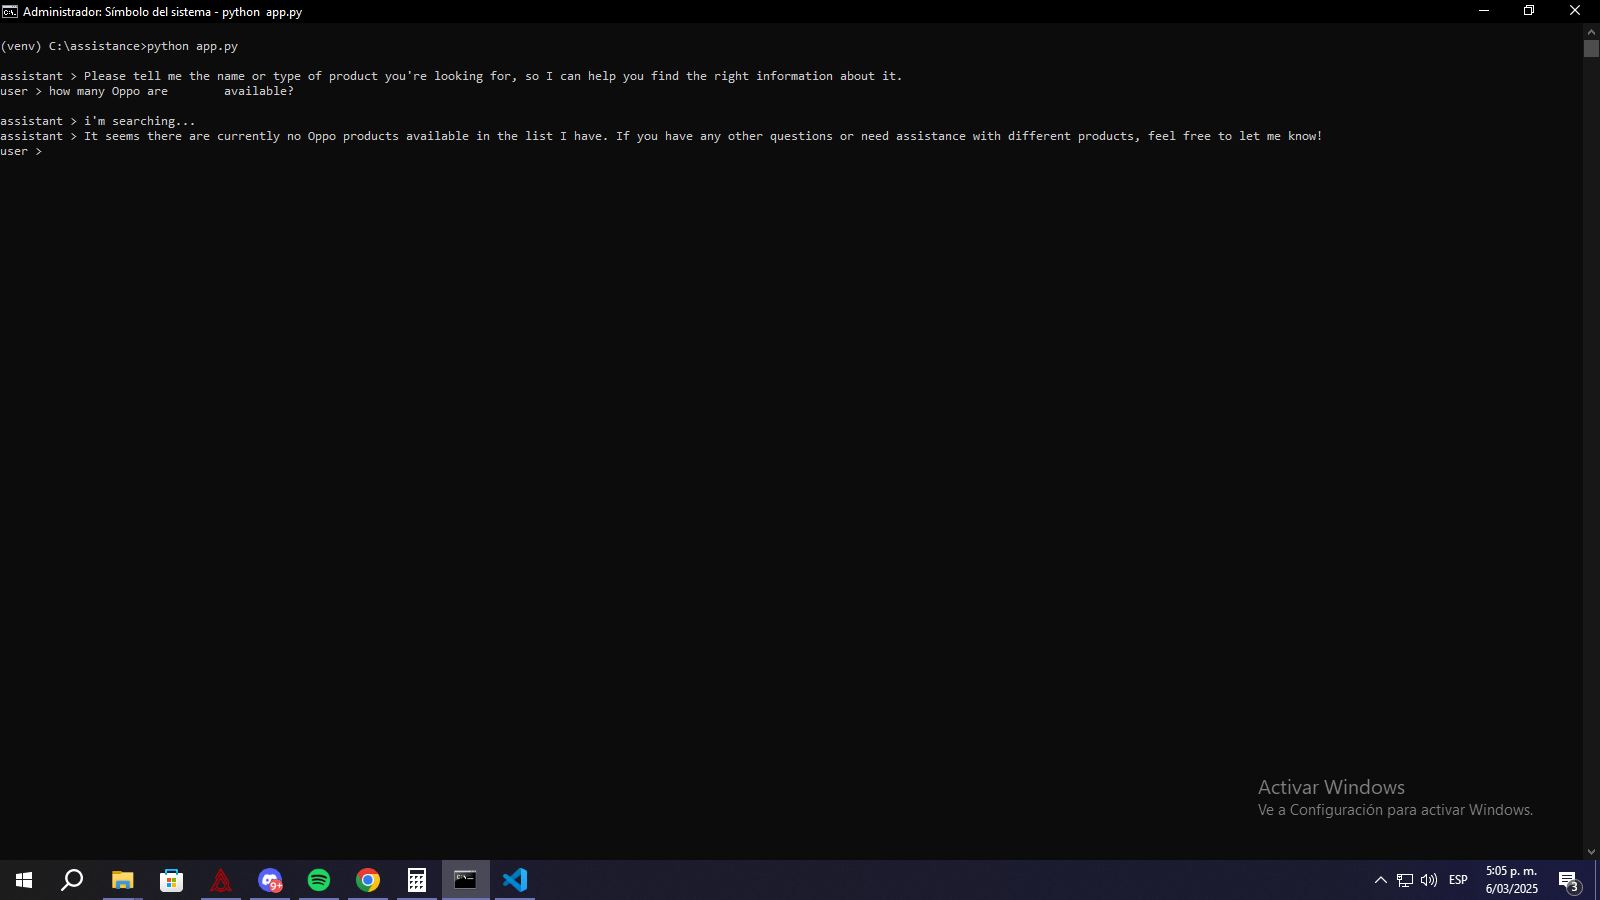 Administrador: Símbolo del sistema - python  app.py
(venv) C:\assistance>python app.py
assistant > Please tell me the name or type of product you're looking for, so I can help you find the right information about it.
user > how many Oppo are        available?
assistant > i'm searching...
assistant > It seems there are currently no Oppo products available in the list I have. If you have any other questions or need assistance with different products, feel free to let me know!
user >
Activar Windows
Ve a Configuración para activar Windows.
9+
ESP
5:05 p. m.
6/03/2025
3